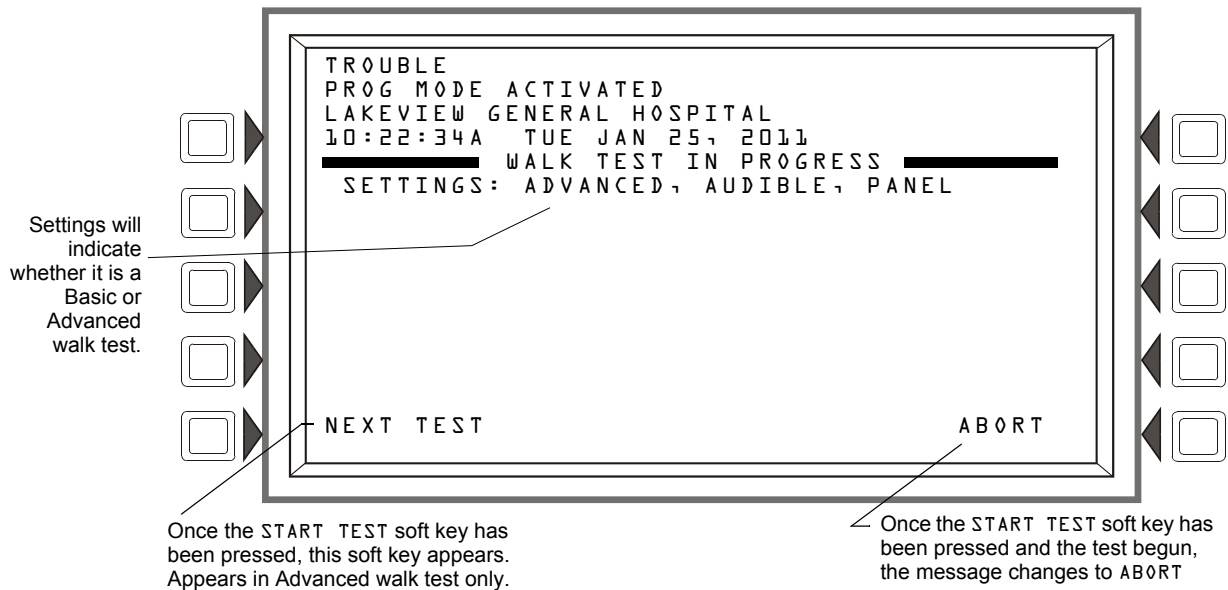 TROUBLE
PROG MODE ACTIVATED
LAKEVIEW GENERAL HOSPITAL
10:22:34A TUE JAN 25, 2011
WALK TEST IN PROGRESS
SETTINGS: ADVANCED, AUDIBLE, PANEL
Settings will
indicate
whether it is a
Basic or
Advanced
walk test.
NEXT TEST
ABORT
Once the START TEST soft key has
been pressed, this soft key appears.
Appears in Advanced walk test only.
Once the START TEST soft key has
been pressed and the test begun,
the message changes to ABORT